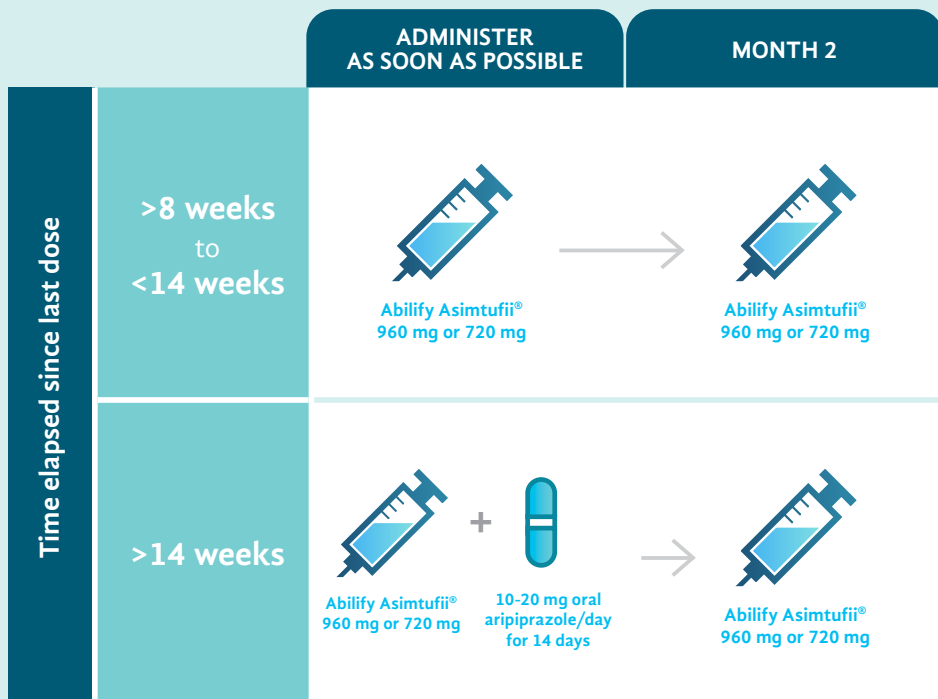 ADMINISTER
AS SOON AS POSSIBLE
MONTH 2
Time elapsed since last dose
>8 weeks
to
<14 weeks
Abilify Asimtufii®
960 mg or 720 mg
Abilify Asimtufii®
960 mg or 720 mg
>14 weeks
Abilify Asimtufii®
960 mg or 720 mg
+
10-20 mg oral
aripiprazole/day
for 14 days
Abilify Asimtufii®
960 mg or 720 mg